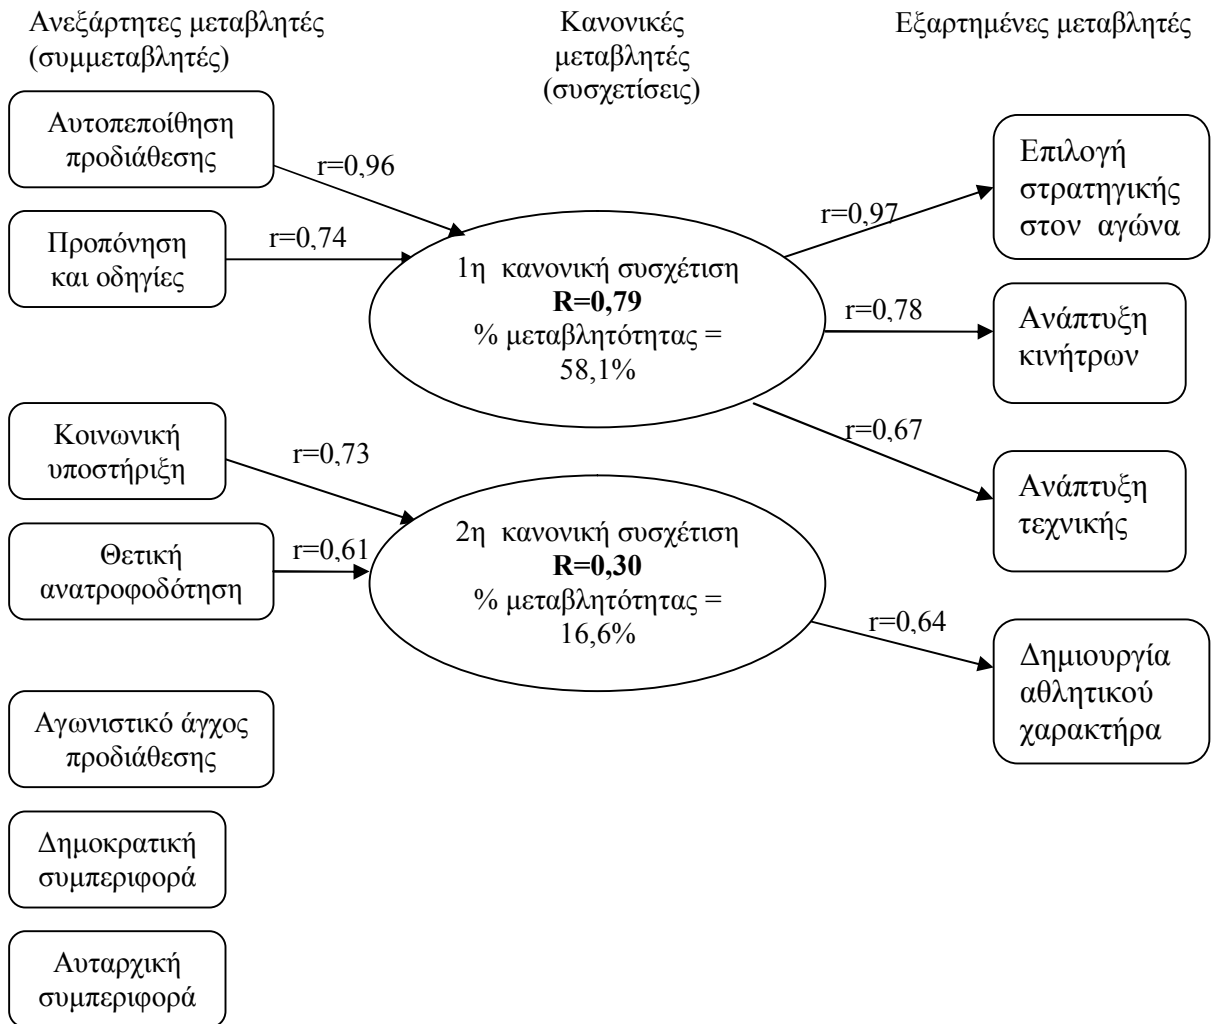 Ανεξάρτητες μεταβλητές
(συμμεταβλητές)
Κανονικές
μεταβλητές
(συσχετίσεις)
Εξαρτημένες μεταβλητές
Αυτοπεποίθηση
προδιάθεσης
r=0,96
Προπόνηση
και οδηγίες
r=0,74
1η κανονική συσχέτιση
R=0,79
% μεταβλητότητας =
58,1%
r=0,97
Επιλογή
στρατηγικής
στον αγώνα
r=0,78
Ανάπτυξη
κινήτρων
r=0,67
Ανάπτυξη
τεχνικής
Κοινωνική
υποστήριξη
r=0,73
Θετική
ανατροφοδότηση
r=0,61
2η κανονική συσχέτιση
R=0,30
% μεταβλητότητας =
16,6%
r=0,64
Δημιουργία
αθλητικού
χαρακτήρα
Αγωνιστικό άγχος
προδιάθεσης
Δημοκρατική
συμπεριφορά
Αυταρχική
συμπεριφορά